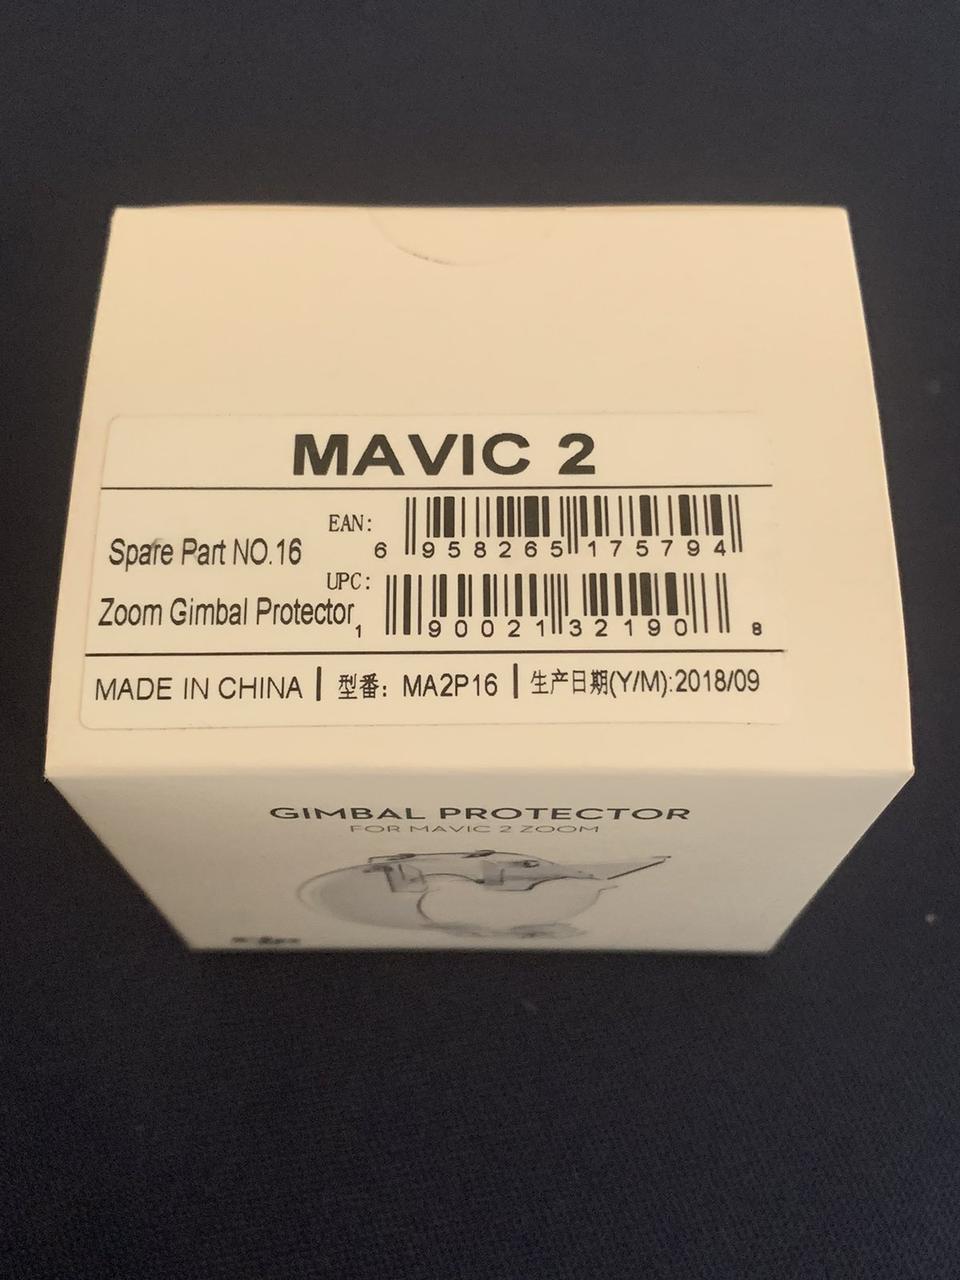 MAVIC 2
EAN:
6 958265 175794
Spare Part NO.16
UPC:
Zoom Gimbal Protector
1 90021 32190 8
MADE IN CHINA | 型番: MA2P16 | 生产日期(Y/M):2018/09
GIMBAL PROTECTOR
FOR MAVIC 2 ZOOM